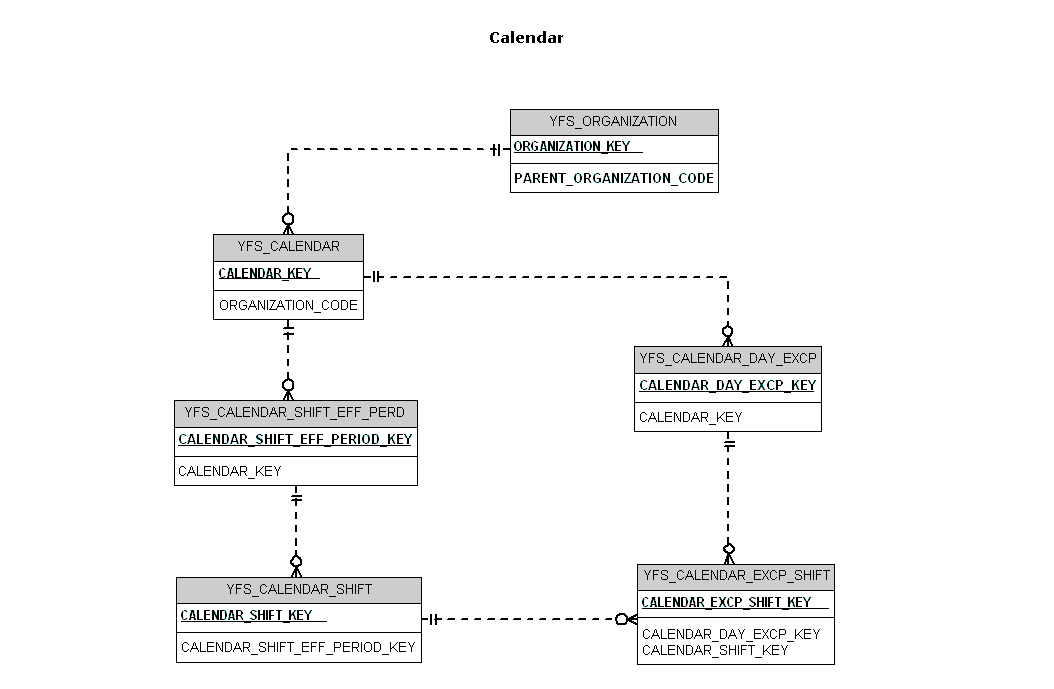 Calendar
YFS_ORGANIZATION
ORGANIZATION_KEY
PARENT_ORGANIZATION_CODE
YFS_CALENDAR
CALENDAR_KEY
ORGANIZATION_CODE
YFS_CALENDAR_DAY_EXCP
CALENDAR_DAY_EXCP_KEY
CALENDAR_KEY
YFS_CALENDAR_SHIFT_EFF_PERD
CALENDAR_SHIFT_EFF_PERIOD_KEY
CALENDAR_KEY
YFS_CALENDAR_SHIFT
CALENDAR_SHIFT_KEY
CALENDAR_SHIFT_EFF_PERIOD_KEY
YFS_CALENDAR_EXCP_SHIFT
CALENDAR_EXCP_SHIFT_KEY
CALENDAR_DAY_EXCP_KEY
CALENDAR_SHIFT_KEY